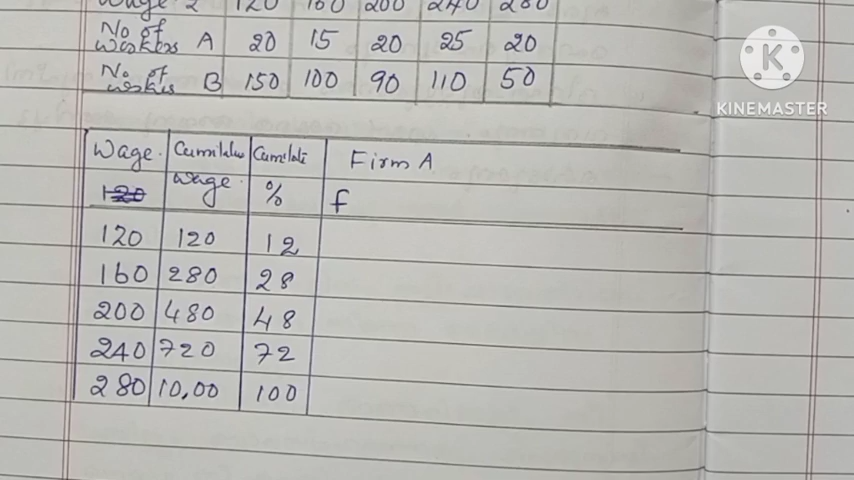 Wage 120 160 200 240 280
No of workers A 20 15 20 25 20
No. of workers B 150 100 90 110 50
K
KINEMASTER
Wage. Cumilate Cumilati Firm A
120 wage. % f
120 120 12
160 280 28
200 480 48
240 720 72
280 10,00 100